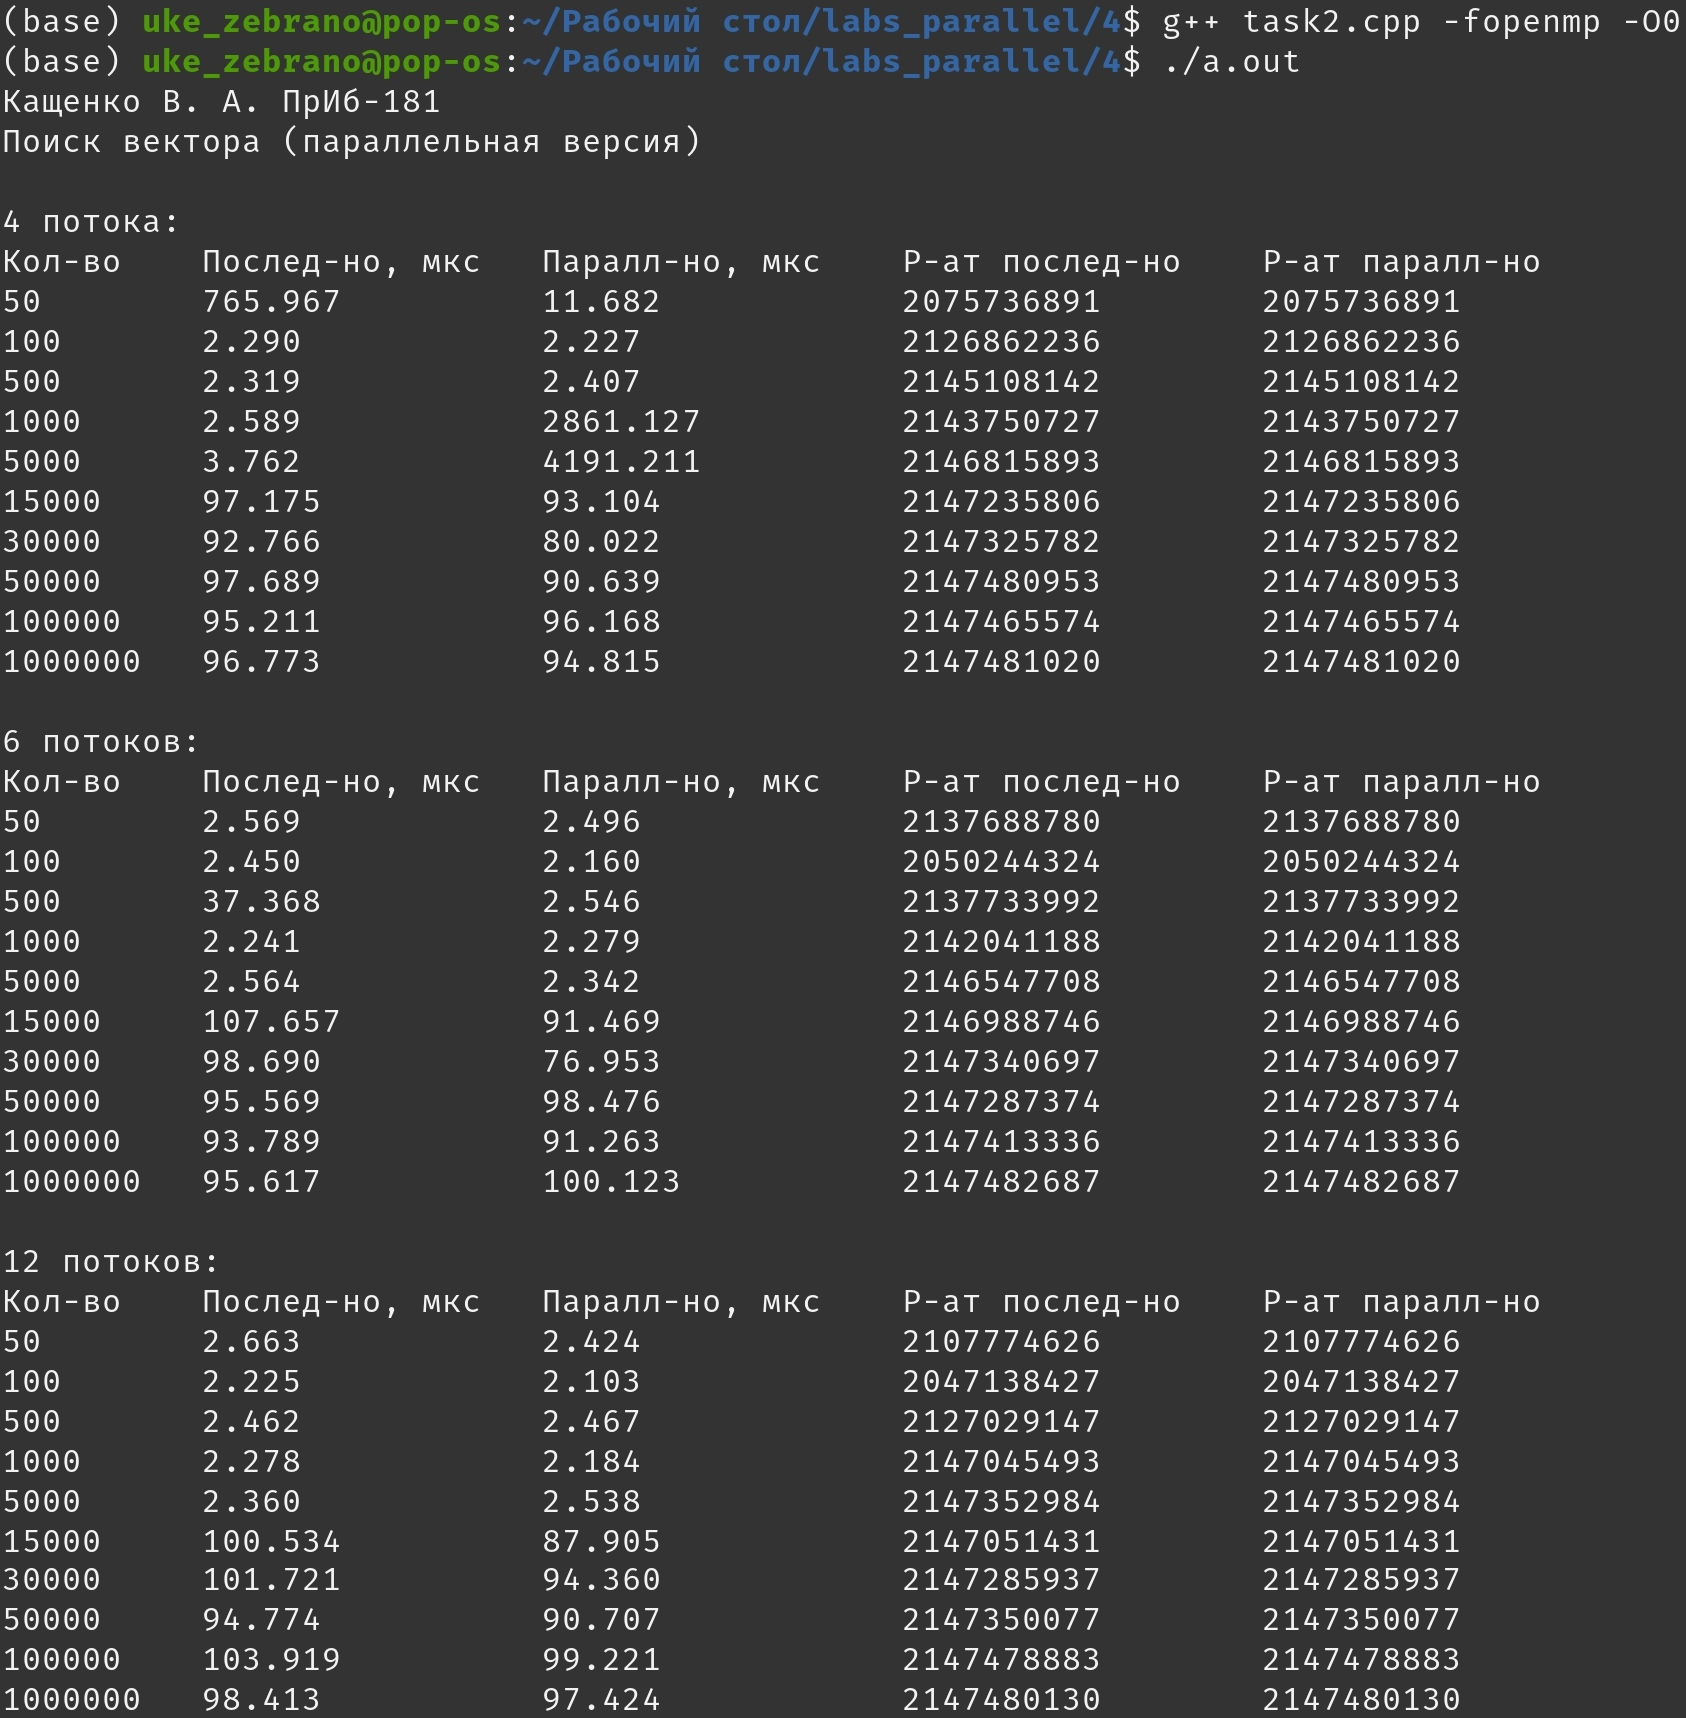 (base) uke_zebrano@pop-os:~/Рабочий стол/labs_parallel/4$ g++ task2.cpp -fopenmp -O0
(base) uke_zebrano@pop-os:~/Рабочий стол/labs_parallel/4$ ./a.out
Кащенко В. А. ПрИб-181
Поиск вектора (параллельная версия)
4 потока:
Кол-во Послед-но, мкс Паралл-но, мкс Р-ат послед-но Р-ат паралл-но
50 765.967 11.682 2075736891 2075736891
100 2.290 2.227 2126862236 2126862236
500 2.319 2.407 2145108142 2145108142
1000 2.589 2861.127 2143750727 2143750727
5000 3.762 4191.211 2146815893 2146815893
15000 97.175 93.104 2147235806 2147235806
30000 92.766 80.022 2147325782 2147325782
50000 97.689 90.639 2147480953 2147480953
100000 95.211 96.168 2147465574 2147465574
1000000 96.773 94.815 2147481020 2147481020
6 потоков:
Кол-во Послед-но, мкс Паралл-но, мкс Р-ат послед-но Р-ат паралл-но
50 2.569 2.496 2137688780 2137688780
100 2.450 2.160 2050244324 2050244324
500 37.368 2.546 2137733992 2137733992
1000 2.241 2.279 2142041188 2142041188
5000 2.564 2.342 2146547708 2146547708
15000 107.657 91.469 2146988746 2146988746
30000 98.690 76.953 2147340697 2147340697
50000 95.569 98.476 2147287374 2147287374
100000 93.789 91.263 2147413336 2147413336
1000000 95.617 100.123 2147482687 2147482687
12 потоков:
Кол-во Послед-но, мкс Паралл-но, мкс Р-ат послед-но Р-ат паралл-но
50 2.663 2.424 2107774626 2107774626
100 2.225 2.103 2047138427 2047138427
500 2.462 2.467 2127029147 2127029147
1000 2.278 2.184 2147045493 2147045493
5000 2.360 2.538 2147352984 2147352984
15000 100.534 87.905 2147051431 2147051431
30000 101.721 94.360 2147285937 2147285937
50000 94.774 90.707 2147350077 2147350077
100000 103.919 99.221 2147478883 2147478883
1000000 98.413 97.424 2147480130 2147480130